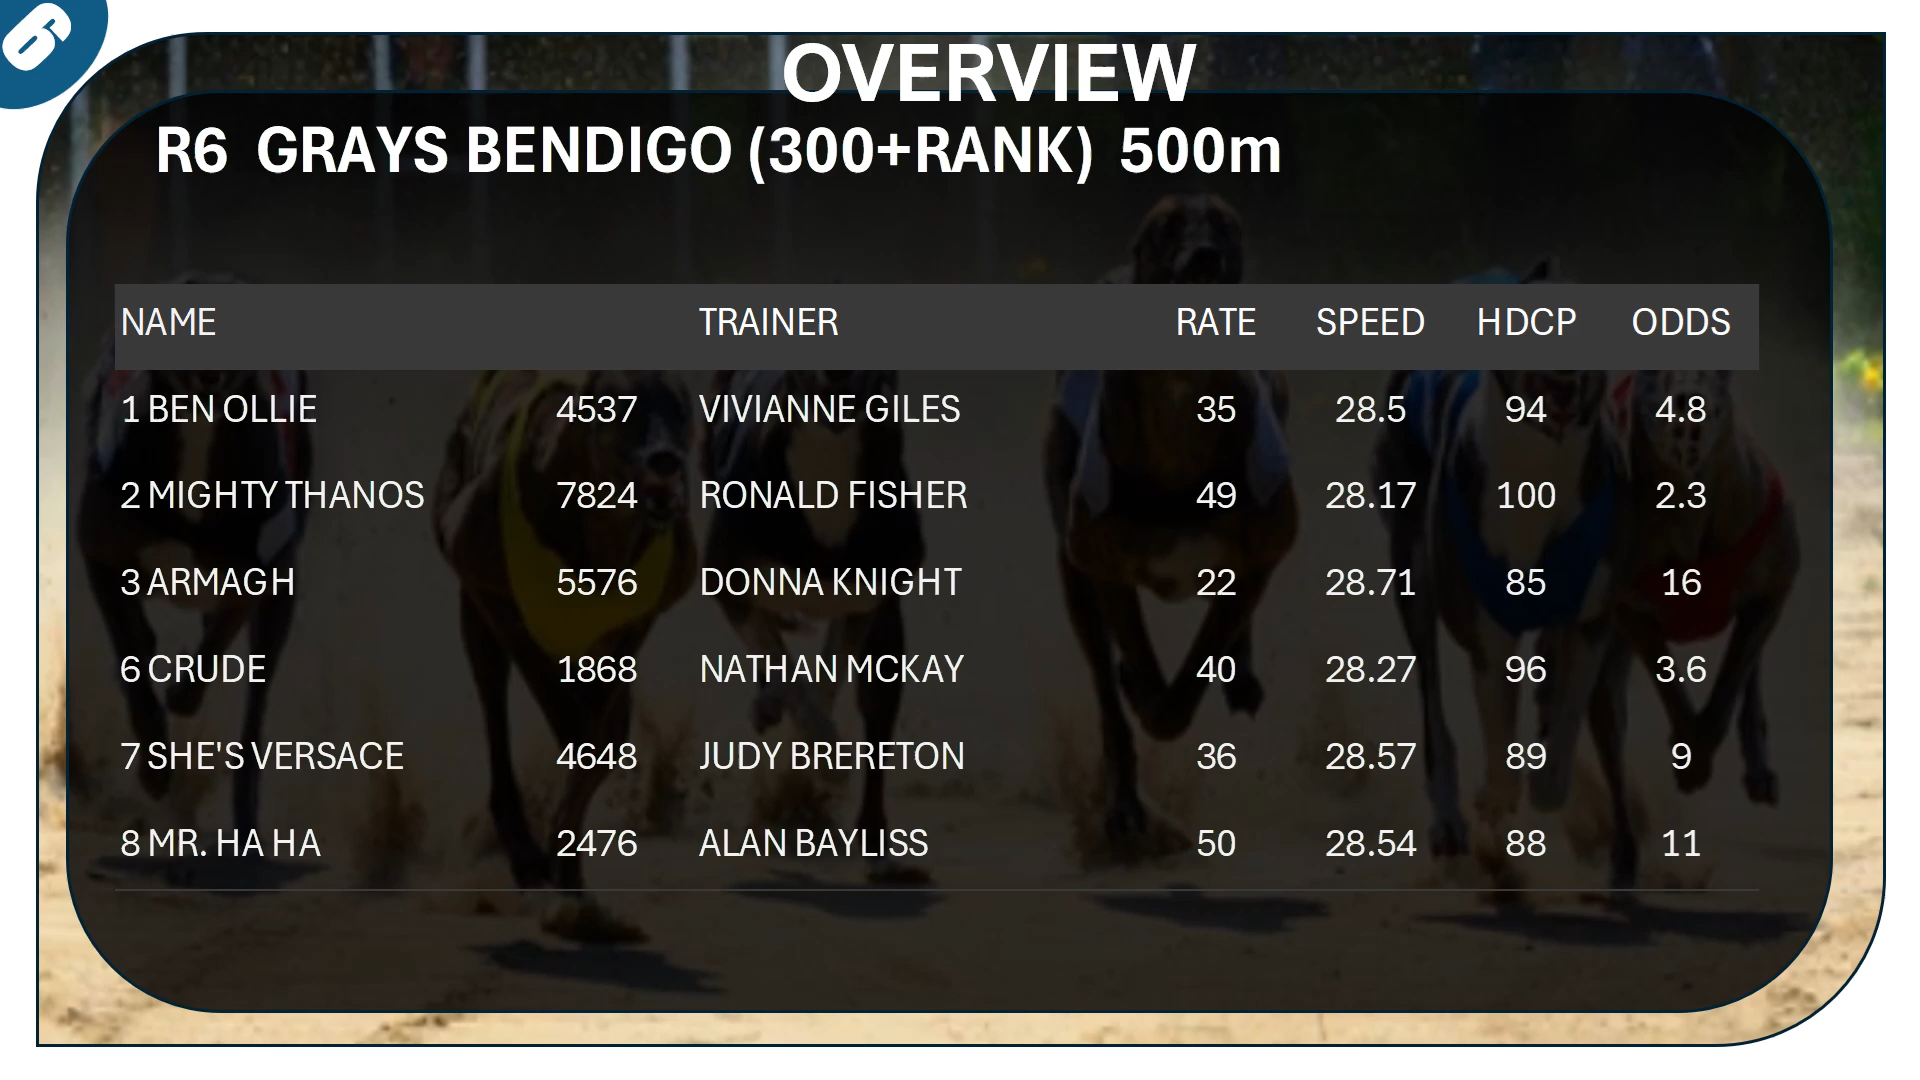 6
OVERVIEW
R6 GRAYS BENDIGO (300+RANK) 500m
NAME TRAINER RATE SPEED HDCP ODDS
1 BEN OLLIE 4537 VIVIANNE GILES 35 28.5 94 4.8
2 MIGHTY THANOS 7824 RONALD FISHER 49 28.17 100 2.3
3 ARMAGH 5576 DONNA KNIGHT 22 28.71 85 16
6 CRUDE 1868 NATHAN MCKAY 40 28.27 96 3.6
7 SHE'S VERSACE 4648 JUDY BRERETON 36 28.57 89 9
8 MR. HA HA 2476 ALAN BAYLISS 50 28.54 88 11